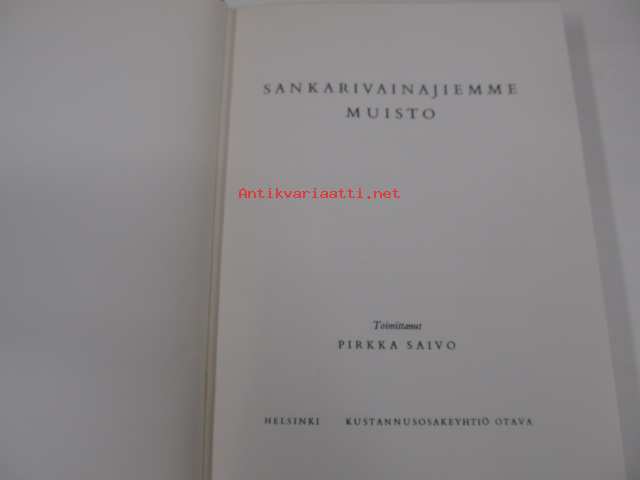 SANKARIVAINAJIEMME
MUISTO
Antikvariaatti.net
Toimittanut
PIRKKA SAIVO
HELSINKI KUSTANNUSOSAKEYHTIÖ OTAVA